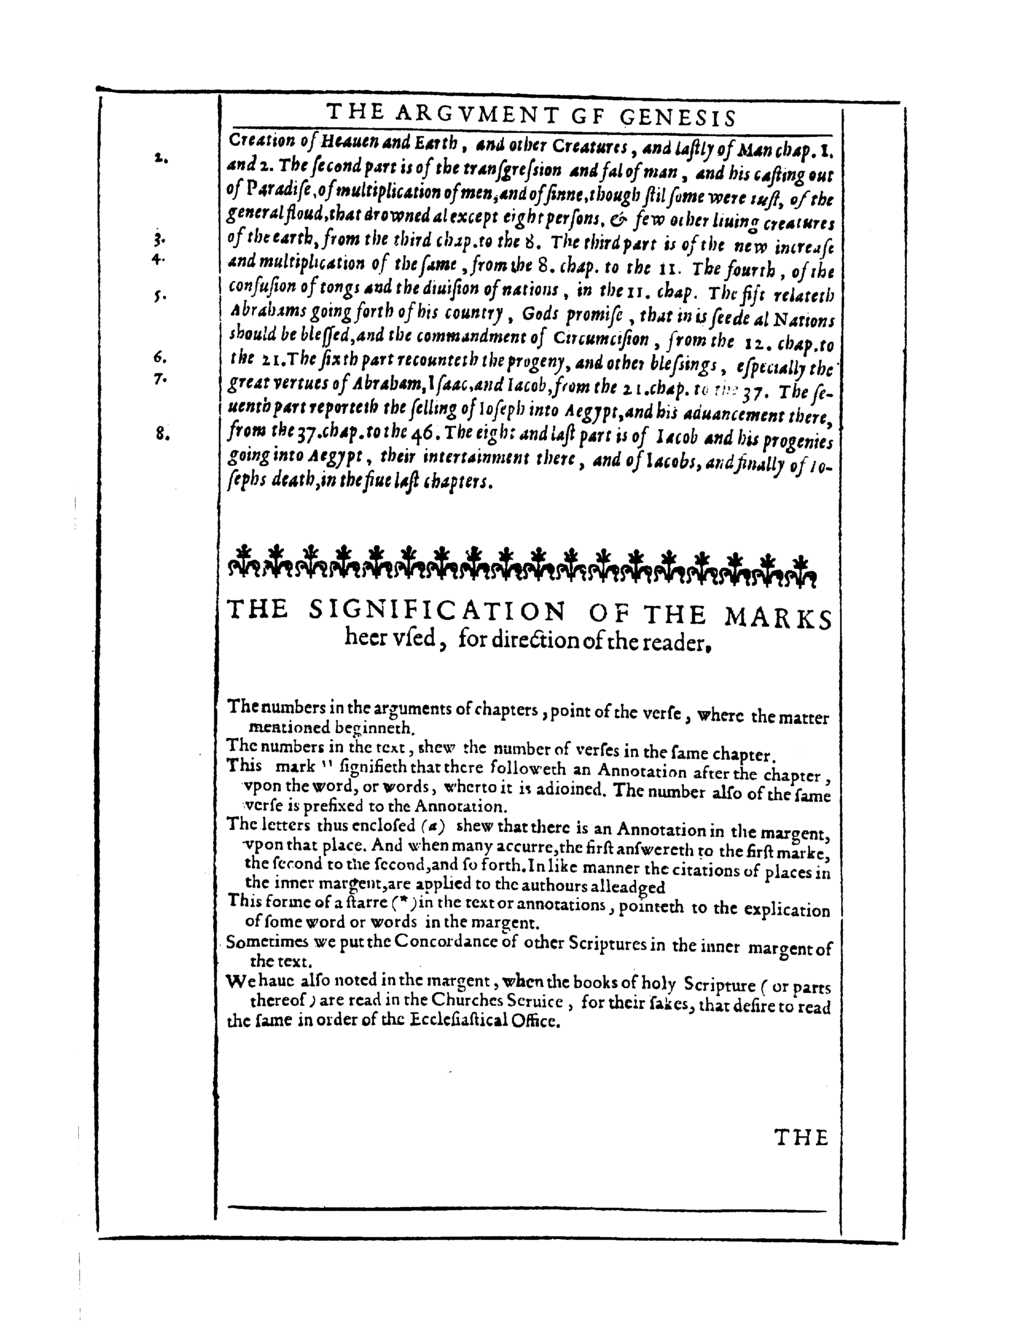 THE ARGVMENT GF GENESIS
Creation of Heauen and Earth, and other Creatures, and laſtly of Man chap. 1.
2. and 2. The ſecond part is of the tranſgreſsion and fal of man, and his caſting out
of Paradiſe, of multiplication of men, and of ſinne, though ſtil ſome were iuſt, of the
general floud, that drowned al except eight perſons, & few other liuing creatures
3. of the earth, from the third chap. to the 8. The third part is of the new increaſe
4. and multiplication of the ſame, from the 8. chap. to the 11. The fourth, of the
confuſion of tongs and the diuiſion of nations, in the 11. chap. The fift relateth
5. Abrahams going forth of his country, Gods promiſe, that in is ſeede al Nations
should be bleſſed, and the commandment of Circumciſion, from the 12. chap. to
6. the 21. The ſixth part recounteth the progeny, and other bleſsings, eſpecially the
7. great vertues of Abraham, Iſaac, and Iacob, from the 21. chap. to the 37. The ſe-
uenth part reporteth the ſelling of Ioſeph into Aegypt, and his aduancement there,
8. from the 37. chap. to the 46. The eight and laſt part is of Iacob and his progenies
going into Aegypt, their intertainment there, and of Iacobs, and finally of Io-
ſephs death, in the fiue laſt chapters.
THE SIGNIFICATION OF THE MARKS
heer vſed, for direction of the reader,
The numbers in the arguments of chapters, point of the verſe, where the matter
mentioned beginneth.
The numbers in the text, shew the number of verſes in the ſame chapter.
This mark '' ſignifieth that there followeth an Annotation after the chapter,
vpon the word, or words, wherto it is adioined. The number alſo of the ſame
verſe is prefixed to the Annotation.
The letters thus encloſed (a) shew that there is an Annotation in the margent,
vpon that place. And when many accurre, the firſt anſwereth to the firſt marke,
the ſecond to the ſecond, and ſo forth. In like manner the citations of places in
the inner margent, are applied to the authours alleadged
This forme of a ſtarre (*) in the text or annotations, pointeth to the explication
of ſome word or words in the margent.
Sometimes we put the Concordance of other Scriptures in the inner margent of
the text.
We haue alſo noted in the margent, when the books of holy Scripture ( or parts
thereof ) are read in the Churches Seruice, for their ſakes, that deſire to read
the ſame in order of the Eccleſiaſtical Office.
THE